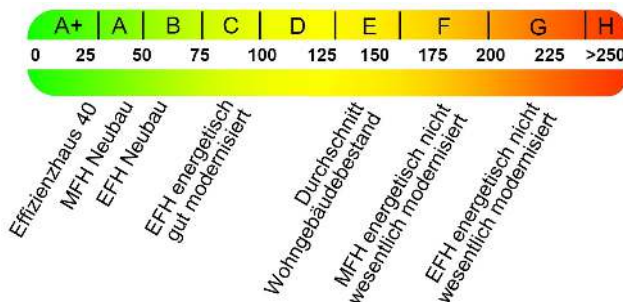 A+ A B C D E F G H
0 25 50 75 100 125 150 175 200 225 >250
Effizienzhaus 40
MFH Neubau
EFH Neubau
EFH energetisch
gut modernisiert
Durchschnitt
Wohngebäudebestand
MFH energetisch nicht
wesentlich modernisiert
EFH energetisch nicht
wesentlich modernisiert